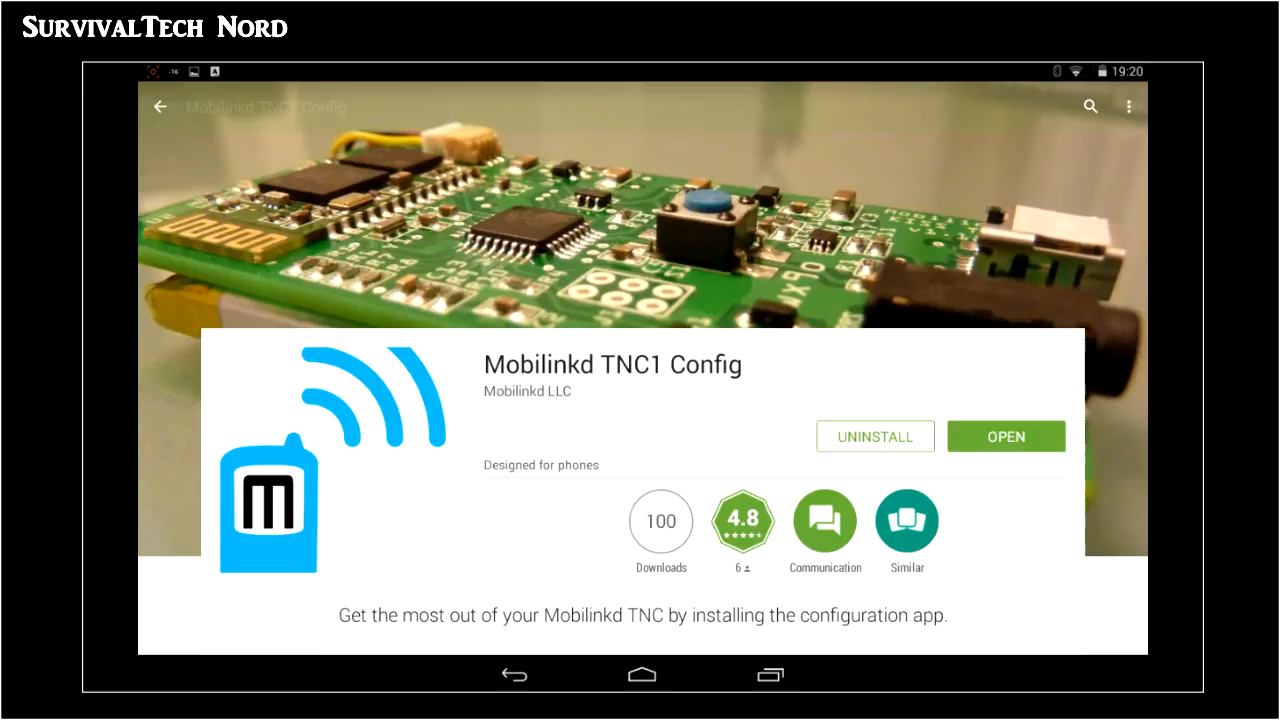 SurvivalTech Nord
-16°
A
19:20
Mobilinkd TNC1 Config
Mobilinkd TNC1 Config
Mobilinkd LLC
UNINSTALL
OPEN
Designed for phones
M
100
4.8
Downloads
6
Communication
Similar
Get the most out of your Mobilinkd TNC by installing the configuration app.